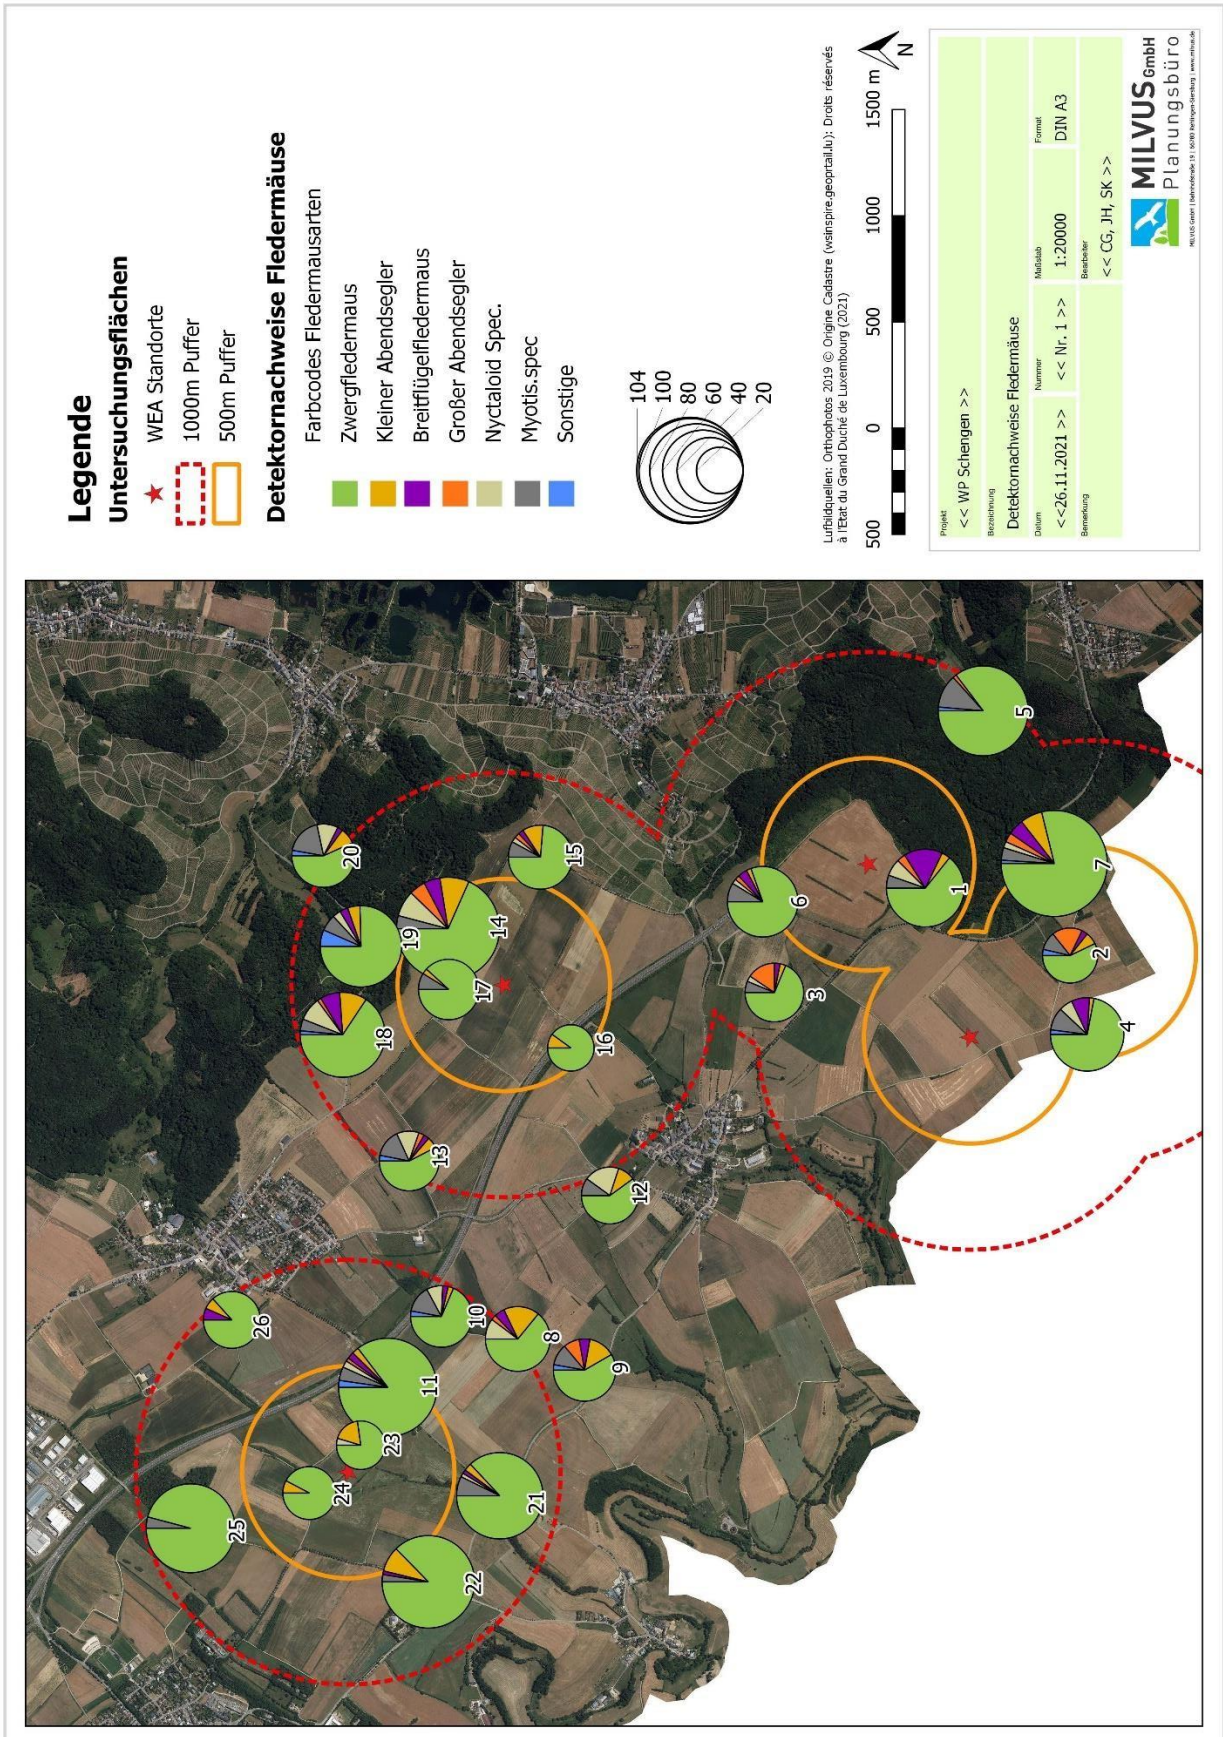 Legende
Untersuchungsflächen
WEA Standorte
1000m Puffer
500m Puffer
Detektornachweise Fledermäuse
Farbcodes Fledermausarten
Zwergfledermaus
Kleiner Abendsegler
Breitflügelfledermaus
Großer Abendsegler
Nyctaloid Spec.
Myotis.spec
Sonstige
104
100
80
60
40
20
Lufbildquellen: Orthophotos 2019 © Origine Cadastre (wsinspire.geoprtail.lu): Droits réservés
à l'Etat du Grand Duché de Luxembourg (2021)
500 0 500 1000 1500 m
N
Projekt
<< WP Schengen >>
Bezeichnung
Detektornachweise Fledermäuse
Datum Nummer Maßstab Format
<<26.11.2021 >> << Nr. 1 >> 1:20000 DIN A3
Bemerkung Bearbeiter
<< CG, JH, SK >>
MILVUS GmbH
Planungsbüro
25
26
24
23
11
22
21
10
8
9
13
12
18
19
20
14
17
15
16
6
3
1
5
7
2
4